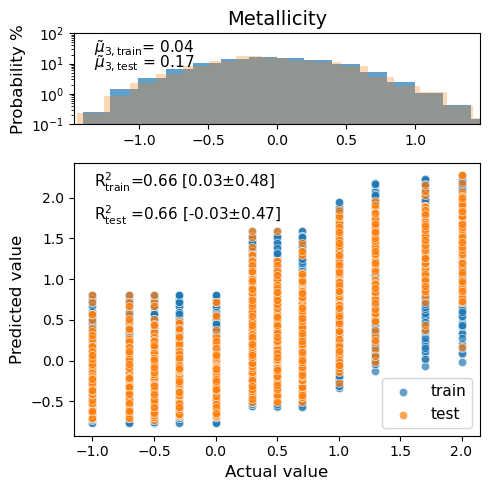 Metallicity
Probability %
10²
10¹
10⁰
10⁻¹
μ̃₃,train= 0.04
μ̃₃,test = 0.17
−1.0 −0.5 0.0 0.5 1.0
Predicted value
2.0
1.5
1.0
0.5
0.0
−0.5
R²train=0.66 [0.03±0.48]
R²test =0.66 [-0.03±0.47]
train
test
−1.0 −0.5 0.0 0.5 1.0 1.5 2.0
Actual value